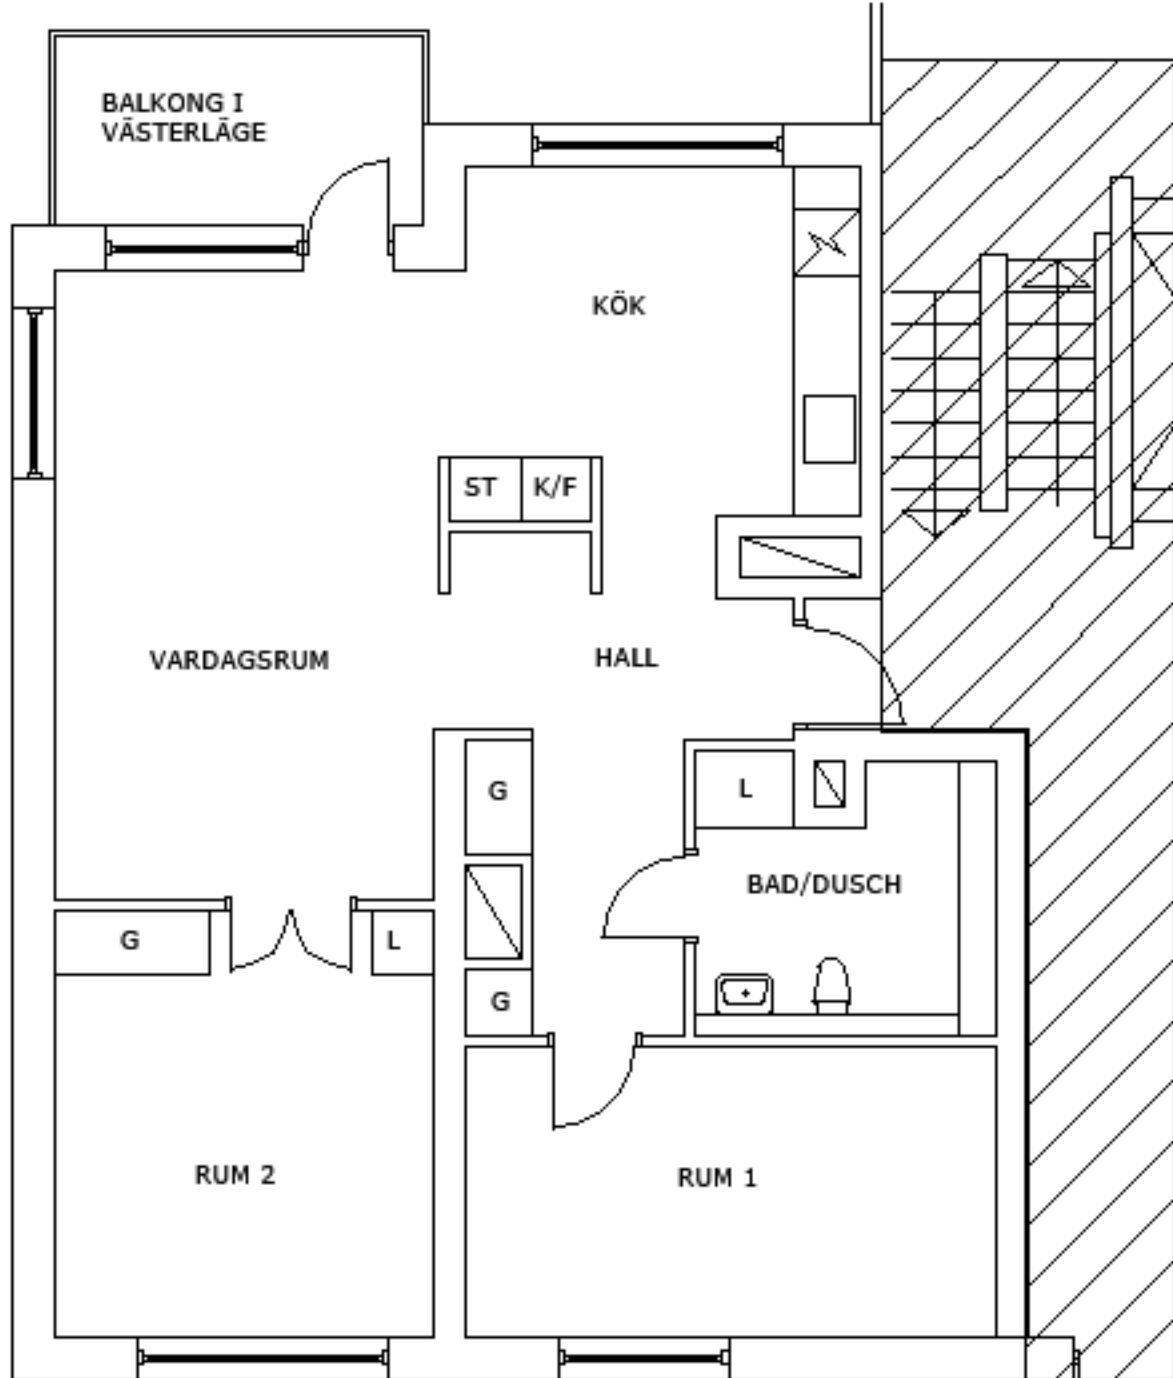 BALKONG I
VÄSTERLÄGE
KÖK
ST
K/F
VARDAGSRUM
HALL
G
L
BAD/DUSCH
G
L
G
RUM 2
RUM 1